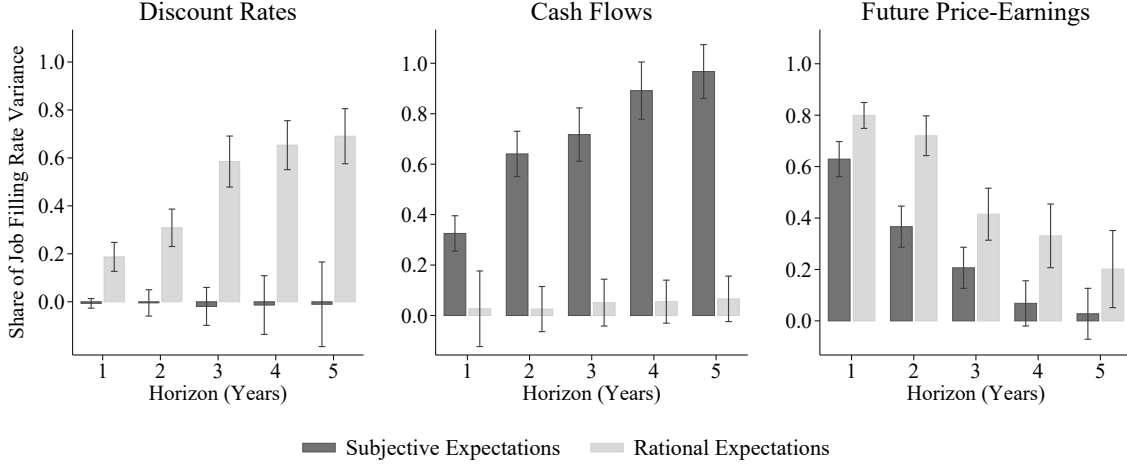 Discount Rates
Cash Flows
Future Price-Earnings
Share of Job Filling Rate Variance
1.0
0.8
0.6
0.4
0.2
0.0
1 2 3 4 5
Horizon (Years)
1.0
0.8
0.6
0.4
0.2
0.0
1 2 3 4 5
Horizon (Years)
1.0
0.8
0.6
0.4
0.2
0.0
1 2 3 4 5
Horizon (Years)
Subjective Expectations
Rational Expectations